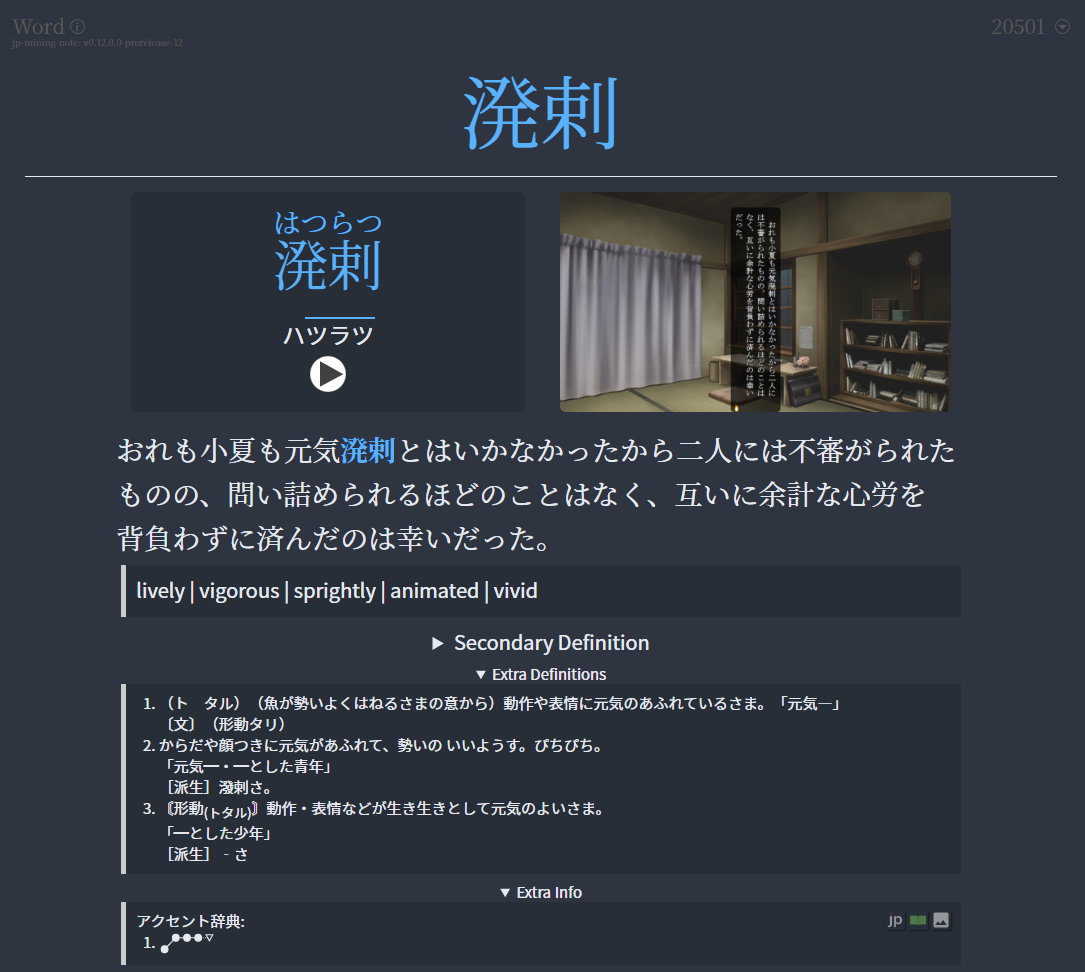 Word
20501
jp-mining-note: v0.12.0.0-prerelease-12
溌剌
はつらつ
溌剌
ハツラツ
おれも小夏も元気溌剌とはいかなかったから二人に
は不審がられたものの、問い詰められるほどのことは
なく、互いに余計な心労を背負わずに済んだのは幸い
だった。
おれも小夏も元気溌剌とはいかなかったから二人には不審がられた
ものの、問い詰められるほどのことはなく、互いに余計な心労を
背負わずに済んだのは幸いだった。
lively | vigorous | sprightly | animated | vivid
▶ Secondary Definition
▼ Extra Definitions
1. （ト　タル）（魚が勢いよくはねるさまの意から）動作や表情に元気のあふれているさま。「元気―」
〔文〕（形動タリ）
2. からだや顔つきに元気があふれて、勢いの いいようす。ぴちぴち。
「元気━・━とした青年」
［派生］溌剌さ。
3. 〘形動(トタル)〙動作・表情などが生き生きとして元気のよいさま。
「━とした少年」
［派生］‐さ
▼ Extra Info
アクセント辞典:
JP
1.